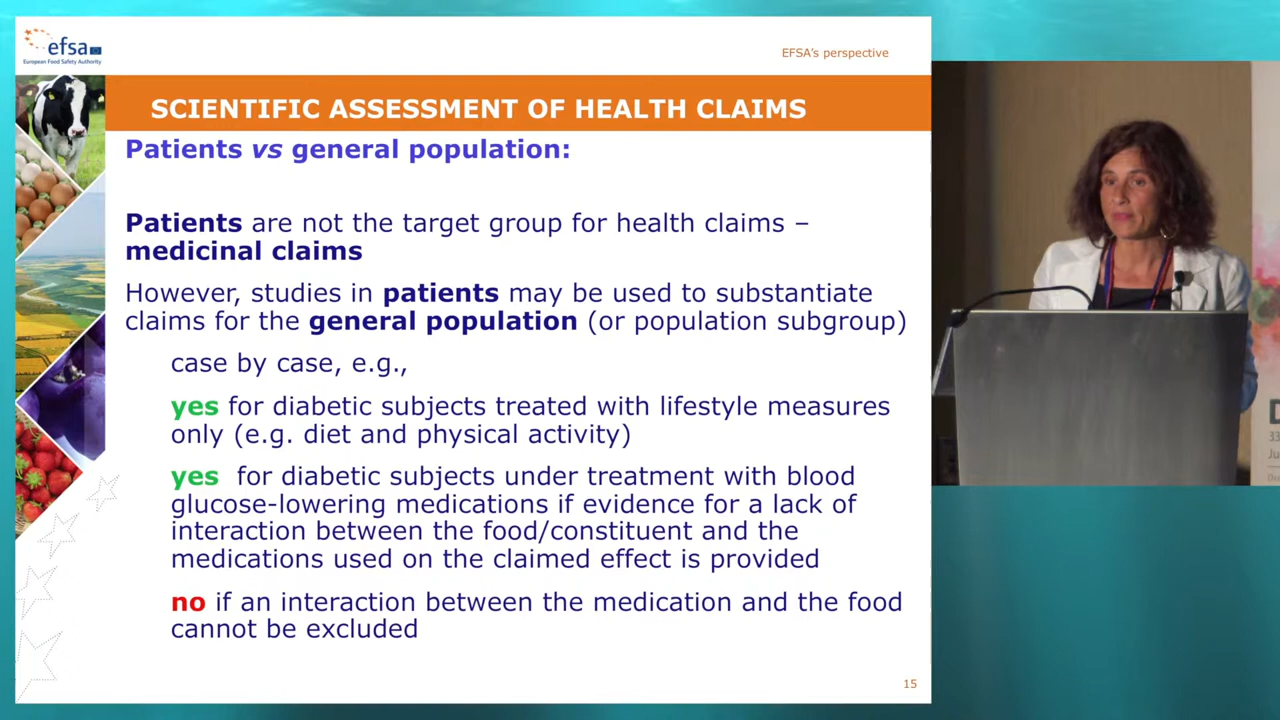 efsa
European Food Safety Authority
EFSA's perspective
SCIENTIFIC ASSESSMENT OF HEALTH CLAIMS
Patients vs general population:
Patients are not the target group for health claims –
medicinal claims
However, studies in patients may be used to substantiate
claims for the general population (or population subgroup)
case by case, e.g.,
yes for diabetic subjects treated with lifestyle measures
only (e.g. diet and physical activity)
yes for diabetic subjects under treatment with blood
glucose-lowering medications if evidence for a lack of
interaction between the food/constituent and the
medications used on the claimed effect is provided
no if an interaction between the medication and the food
cannot be excluded
15
D
33
Ju